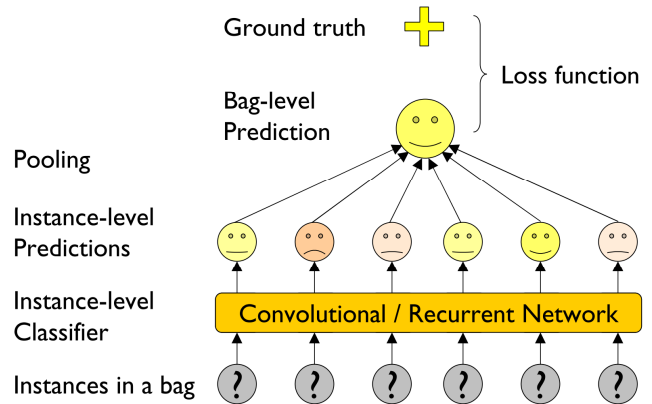 Ground truth
Loss function
Bag-level
Prediction
Pooling
Instance-level
Predictions
Instance-level
Classifier
Convolutional / Recurrent Network
Instances in a bag
? ? ? ? ? ?